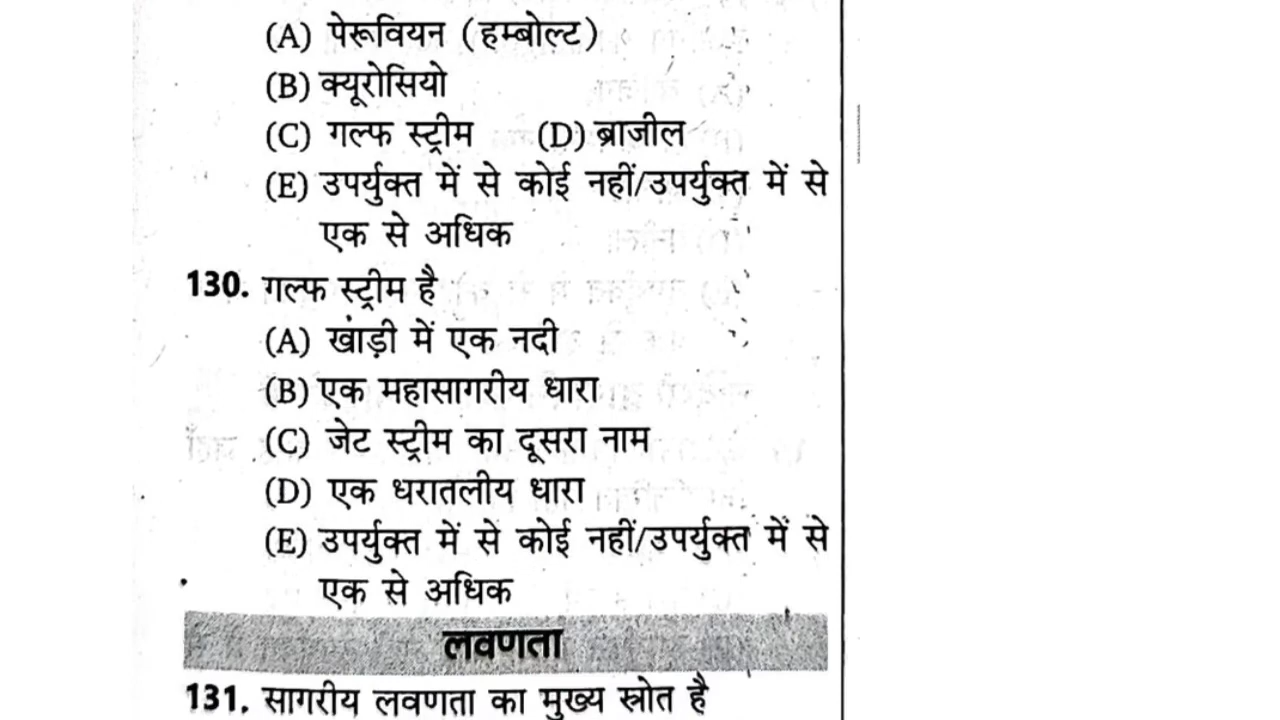 (A) पेरूवियन (हम्बोल्ट)
(B) क्यूरोसियो
(C) गल्फ स्ट्रीम (D) ब्राजील
(E) उपर्युक्त में से कोई नहीं/उपर्युक्त में से
एक से अधिक
130. गल्फ स्ट्रीम है
(A) खाड़ी में एक नदी
(B) एक महासागरीय धारा
(C) जेट स्ट्रीम का दूसरा नाम
(D) एक धरातलीय धारा
(E) उपर्युक्त में से कोई नहीं/उपर्युक्त में से
एक से अधिक
लवणता
131. सागरीय लवणता का मुख्य स्रोत है